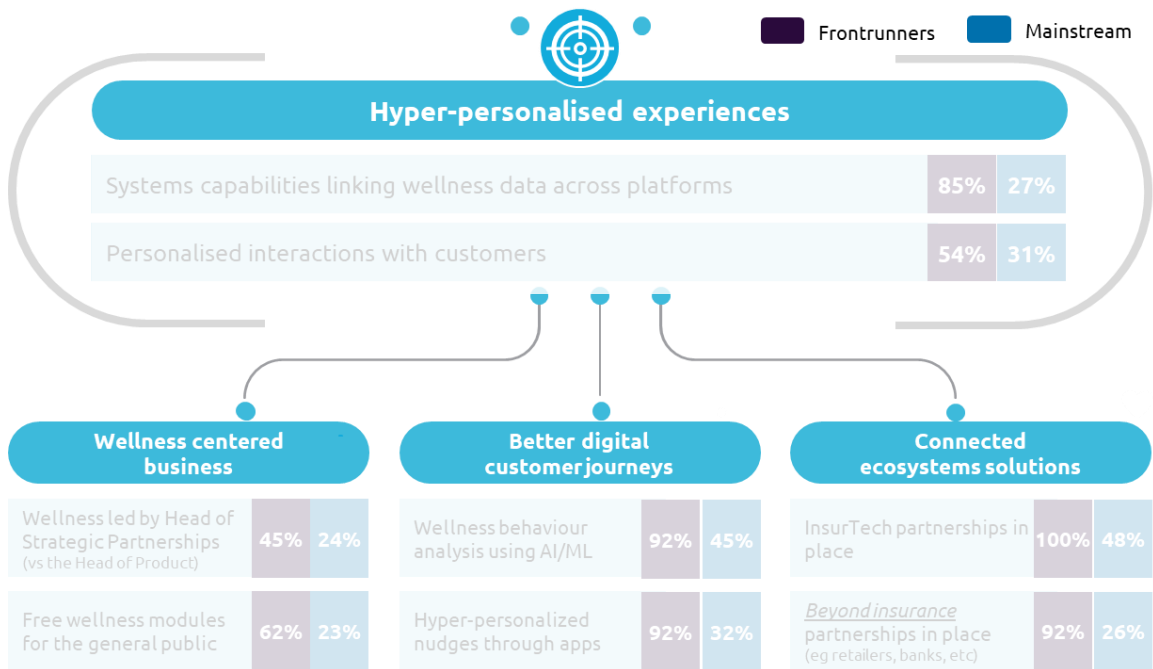 Frontrunners Mainstream
Hyper-personalised experiences
Systems capabilities linking wellness data across platforms 85% 27%
Personalised interactions with customers 54% 31%
Wellness centered
business
Wellness led by Head of
Strategic Partnerships
(vs the Head of Product)
45% 24%
Free wellness modules
for the general public
62% 23%
Better digital
customer journeys
Wellness behaviour
analysis using AI/ML
92% 45%
Hyper-personalized
nudges through apps
92% 32%
Connected
ecosystems solutions
InsurTech partnerships in
place
100% 48%
Beyond insurance
partnerships in place
(eg retailers, banks, etc)
92% 26%